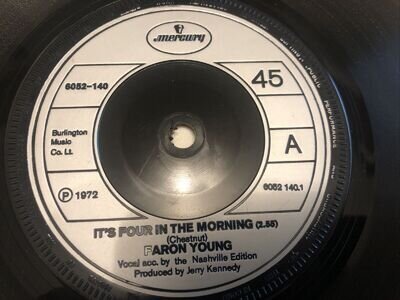 mercury
6052-140
45
Burlington
Music
Co. Lt.
A
P 1972
6052 140.1
IT'S FOUR IN THE MORNING (2.55)
(Chestnut)
FARON YOUNG
Vocal acc. by the Nashville Edition
Produced by Jerry Kennedy